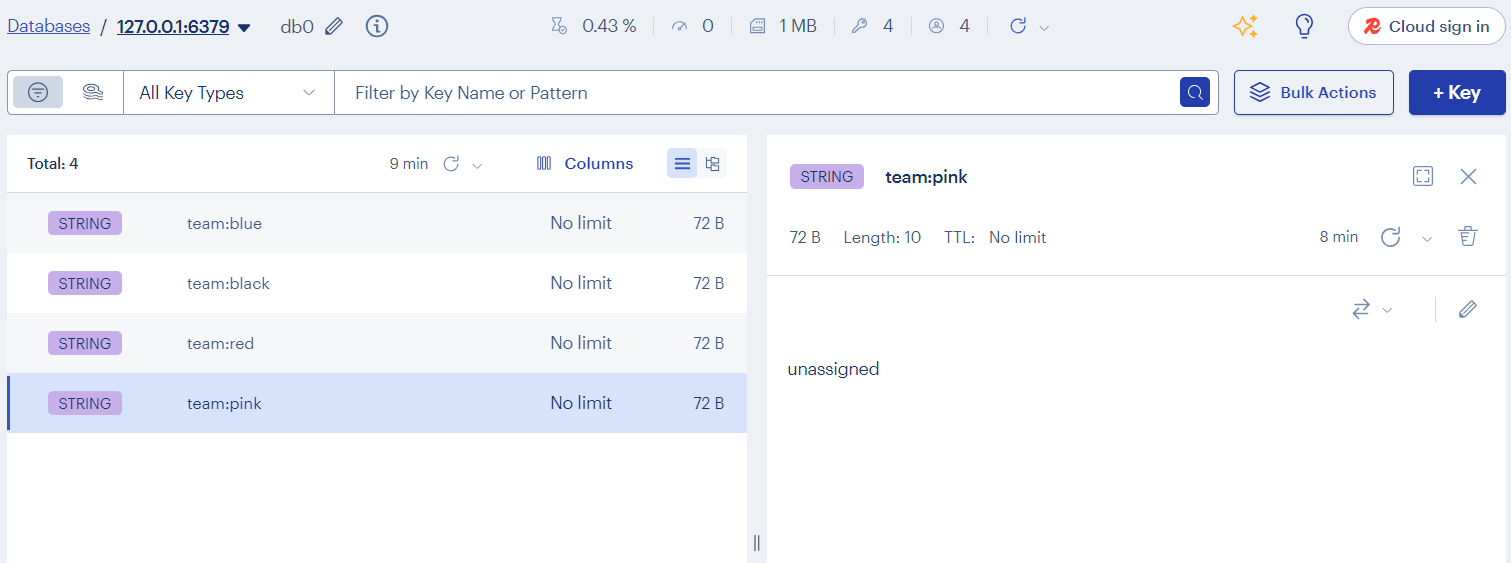 Databases / 127.0.0.1:6379 db0 0.43 % 0 1 MB 4 4 Cloud sign in
All Key Types Filter by Key Name or Pattern Bulk Actions + Key
Total: 4 9 min Columns
STRING team:blue No limit 72 B
STRING team:black No limit 72 B
STRING team:red No limit 72 B
STRING team:pink No limit 72 B
STRING team:pink
72 B Length: 10 TTL: No limit 8 min
unassigned